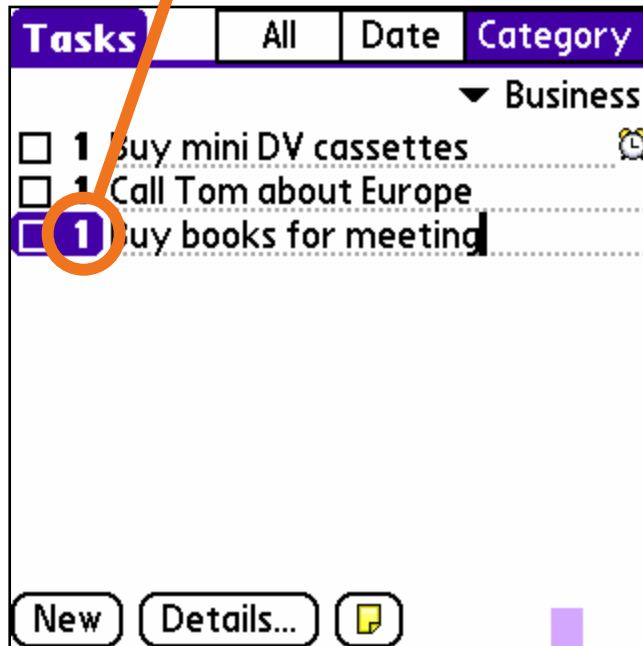 Tasks All Date Category
Business
1 Buy mini DV cassettes
1 Call Tom about Europe
1 Buy books for meeting
New Details...